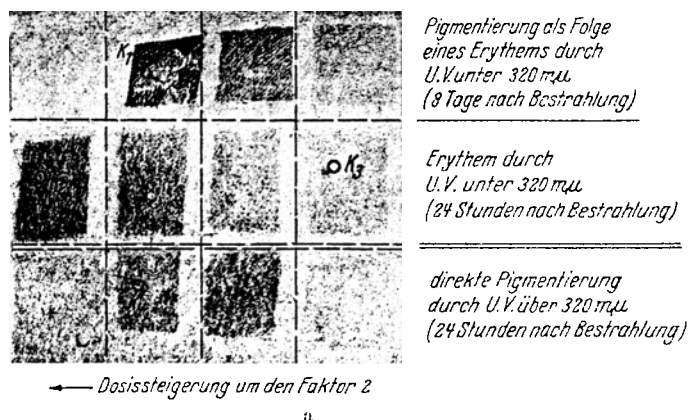 K₁
Pigmentierung als Folge
eines Erythems durch
U.V.unter 320 mμ
(8 Tage nach Bestrahlung)
K₃
Erythem durch
U.V. unter 320 mμ
(24 Stunden nach Bestrahlung)
direkte Pigmentierung
durch U.V. über 320 mμ
(24 Stunden nach Bestrahlung)
← Dosissteigerung um den Faktor 2
a